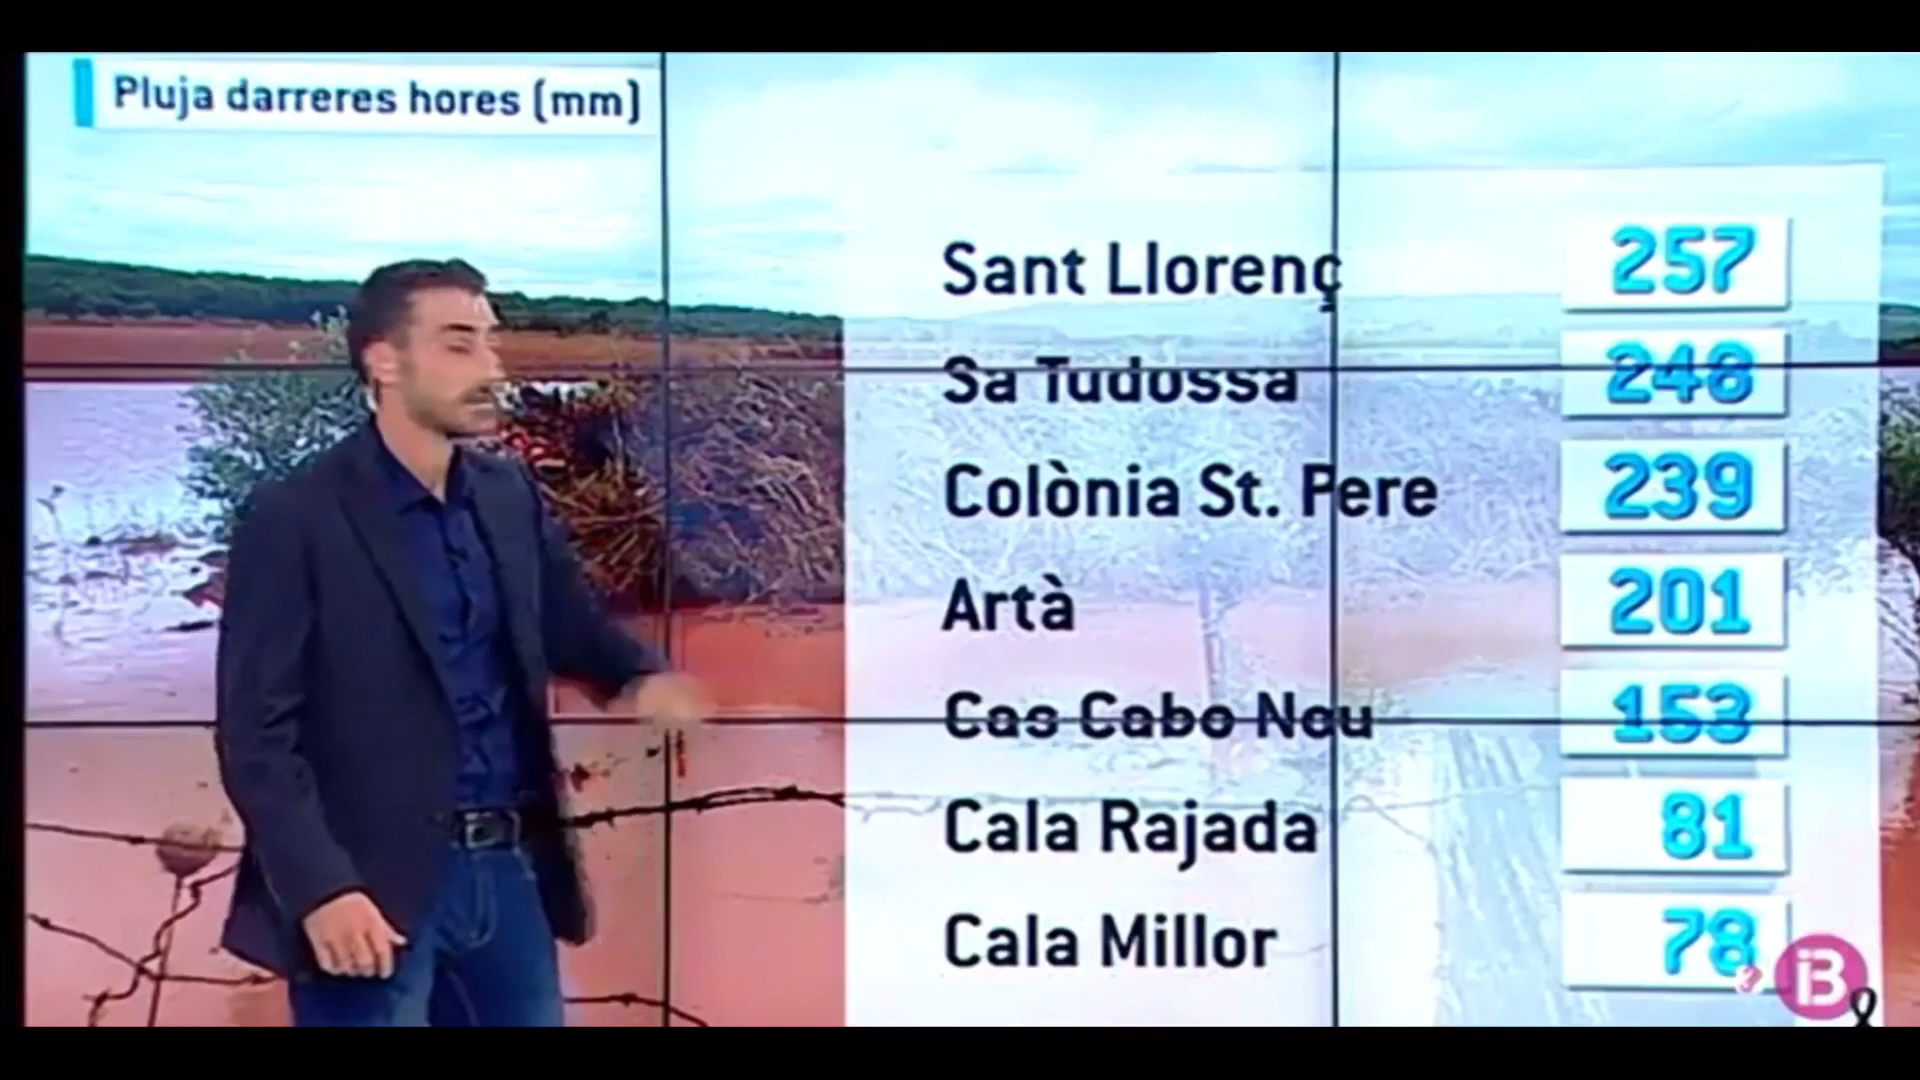 Pluja darreres hores (mm)
Sant Llorenç 257
Sa Tudossa 248
Colònia St. Pere 239
Artà 201
Cas Cabo Nou 153
Cala Rajada 81
Cala Millor 78
iB